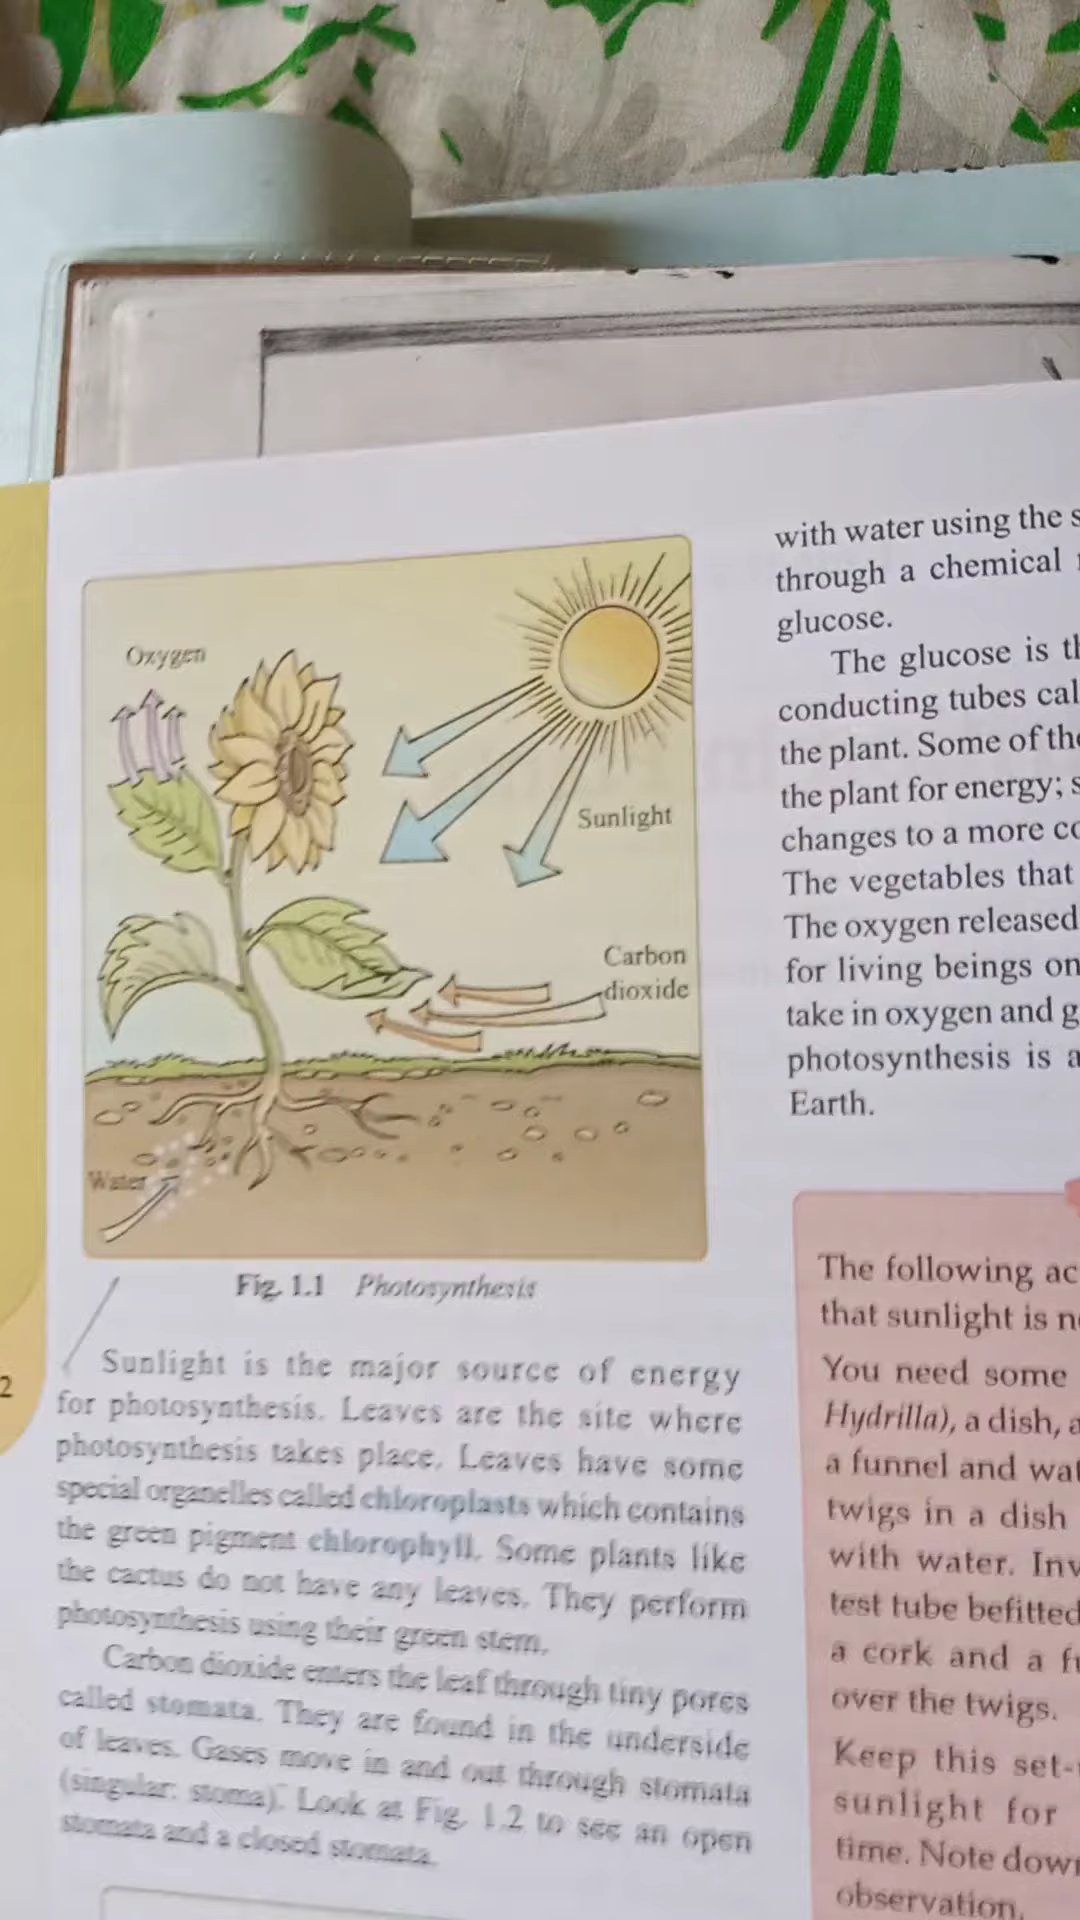 Oxygen
Sunlight
Carbon
dioxide
Water
Fig. 1.1 Photosynthesis
2
Sunlight is the major source of energy
for photosynthesis. Leaves are the site where
photosynthesis takes place. Leaves have some
special organelles called chloroplasts which contains
the green pigment chlorophyll. Some plants like
the cactus do not have any leaves. They perform
photosynthesis using their green stem.
Carbon dioxide enters the leaf through tiny pores
called stomata. They are found in the underside
of leaves. Gases move in and out through stomata
(singular: stoma). Look at Fig. 1.2 to see an open
stomata and a closed stomata.
with water using the
through a chemical
glucose.
The glucose is
conducting tubes
the plant. Some of
the plant for energy;
changes to a more
The vegetables that
The oxygen released
for living beings on
take in oxygen and
photosynthesis is
Earth.
The following
that sunlight is
You need some
Hydrilla), a dish,
a funnel and
twigs in a dish
with water.
test tube befitted
a cork and a
over the twigs.
Keep this
sunlight for
time. Note down
observation.